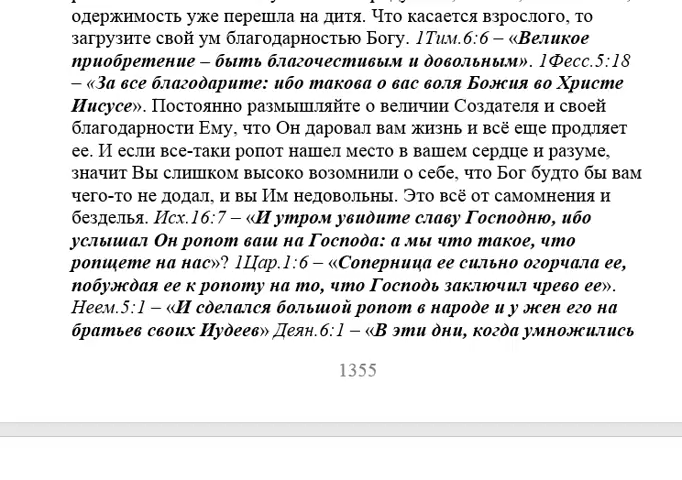 одержимость уже перешла на дитя. Что касается взрослого, то
загрузите свой ум благодарностью Богу. 1Тим.6:6 – «Великое
приобретение – быть благочестивым и довольным». 1Фесс.5:18
– «За все благодарите: ибо такова о вас воля Божия во Христе
Иисусе». Постоянно размышляйте о величии Создателя и своей
благодарности Ему, что Он даровал вам жизнь и всё еще продляет
ее. И если все-таки ропот нашел место в вашем сердце и разуме,
значит Вы слишком высоко возомнили о себе, что Бог будто бы вам
чего-то не додал, и вы Им недовольны. Это всё от самомнения и
безделья. Исх.16:7 – «И утром увидите славу Господню, ибо
услышал Он ропот ваш на Господа: а мы что такое, что
ропщете на нас»? 1Цар.1:6 – «Соперница ее сильно огорчала ее,
побуждая ее к ропоту на то, что Господь заключил чрево ее».
Неем.5:1 – «И сделался большой ропот в народе и у жен его на
братьев своих Иудеев» Деян.6:1 – «В эти дни, когда умножились
1355